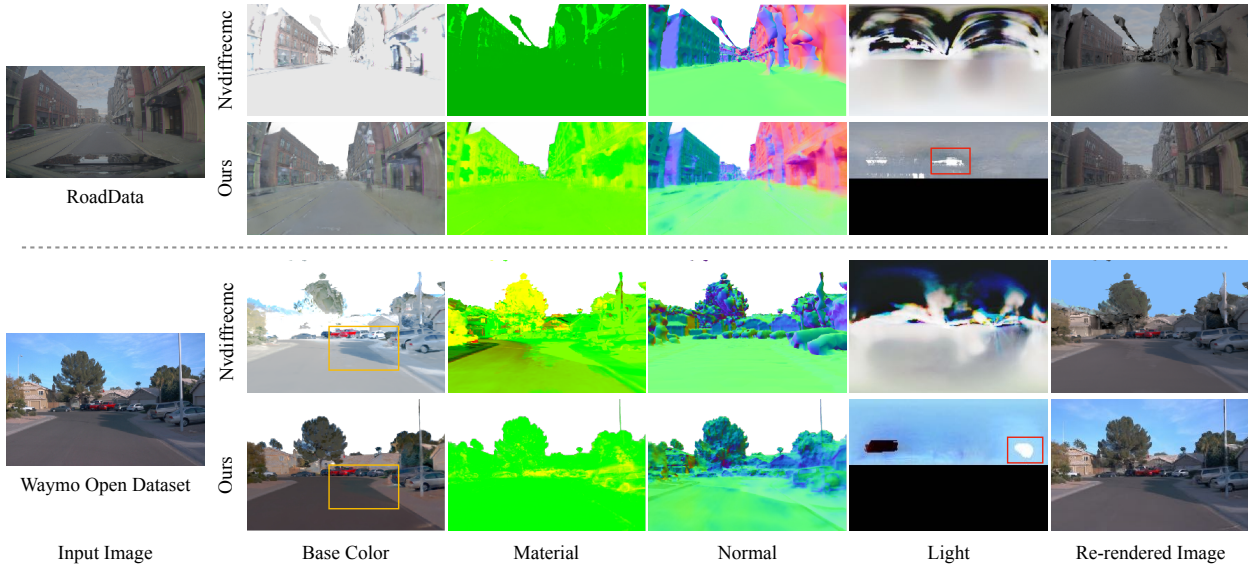 Nvdiffrecmc
RoadData
Ours
Nvdiffrecmc
Waymo Open Dataset
Ours
Input Image
Base Color
Material
Normal
Light
Re-rendered Image